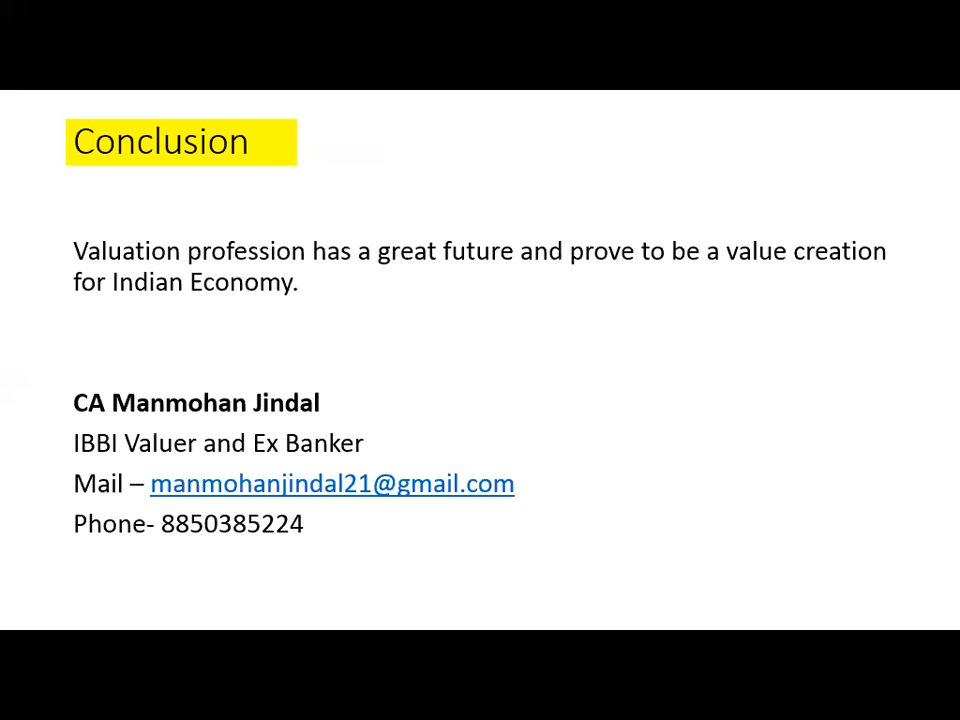 Conclusion
Valuation profession has a great future and prove to be a value creation
for Indian Economy.
CA Manmohan Jindal
IBBI Valuer and Ex Banker
Mail – manmohanjindal21@gmail.com
Phone- 8850385224